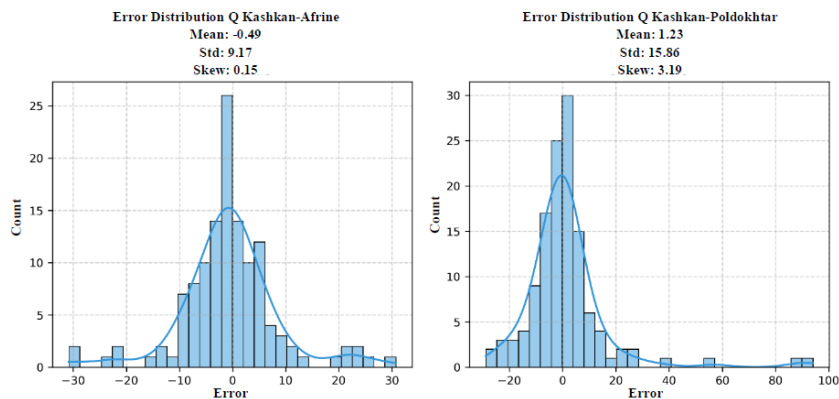 Error Distribution Q Kashkan-Afrine
Mean: -0.49
Std: 9.17
Skew: 0.15
25
20
15
10
5
0
Count
−30 −20 −10 0 10 20 30
Error
Error Distribution Q Kashkan-Poldokhtar
Mean: 1.23
Std: 15.86
Skew: 3.19
30
25
20
15
10
5
0
Count
−20 0 20 40 60 80 100
Error